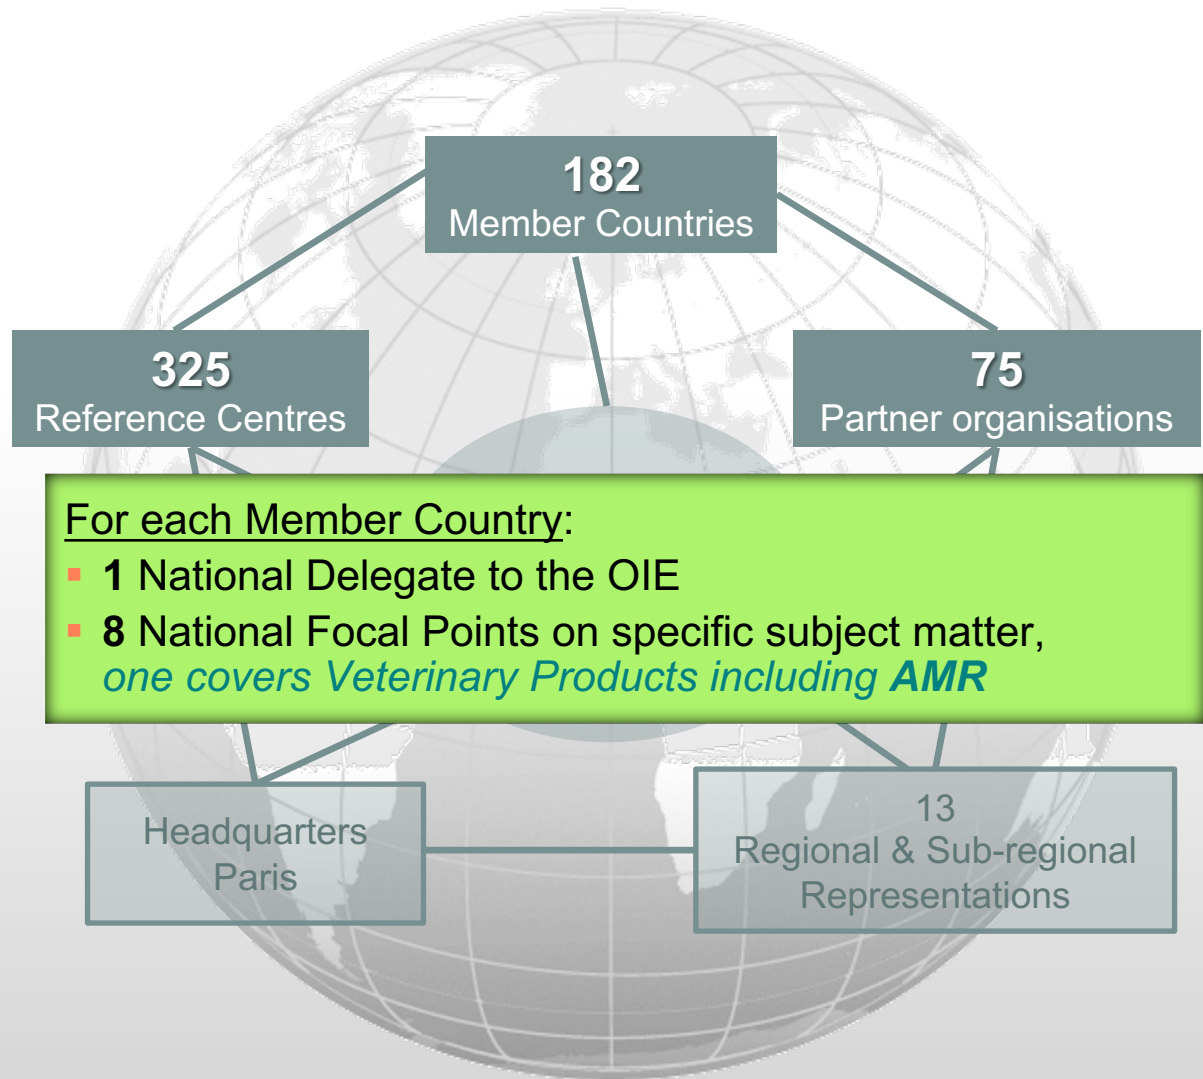 182
Member Countries
325
Reference Centres
75
Partner organisations
For each Member Country:
▪ 1 National Delegate to the OIE
▪ 8 National Focal Points on specific subject matter,
one covers Veterinary Products including AMR
Headquarters
Paris
13
Regional & Sub-regional
Representations